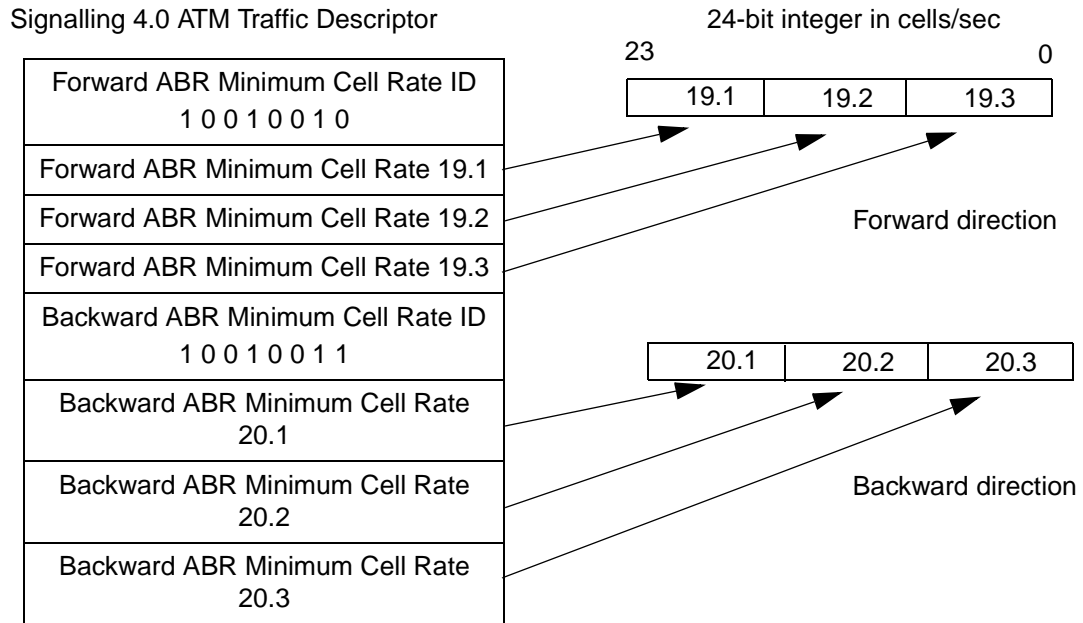 Signalling 4.0 ATM Traffic Descriptor
24-bit integer in cells/sec
23
0
Forward ABR Minimum Cell Rate ID
1 0 0 1 0 0 1 0
19.1
19.2
19.3
Forward ABR Minimum Cell Rate 19.1
Forward ABR Minimum Cell Rate 19.2
Forward direction
Forward ABR Minimum Cell Rate 19.3
Backward ABR Minimum Cell Rate ID
1 0 0 1 0 0 1 1
20.1
20.2
20.3
Backward ABR Minimum Cell Rate
20.1
Backward ABR Minimum Cell Rate
20.2
Backward direction
Backward ABR Minimum Cell Rate
20.3